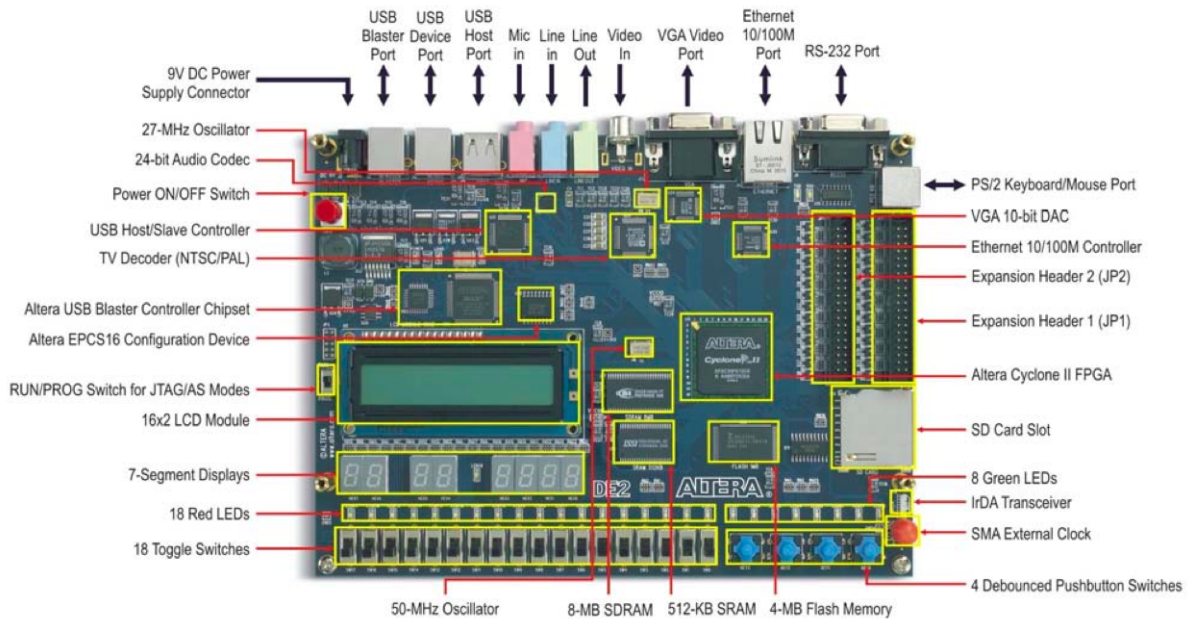 USB
Blaster
Port
USB
Device
Port
USB
Host
Port
Mic
in
Line
in
Line
Out
Video
In
VGA Video
Port
Ethernet
10/100M
Port
RS-232 Port
9V DC Power
Supply Connector
27-MHz Oscillator
24-bit Audio Codec
Power ON/OFF Switch
USB Host/Slave Controller
TV Decoder (NTSC/PAL)
Altera USB Blaster Controller Chipset
Altera EPCS16 Configuration Device
RUN/PROG Switch for JTAG/AS Modes
16x2 LCD Module
7-Segment Displays
18 Red LEDs
18 Toggle Switches
PS/2 Keyboard/Mouse Port
VGA 10-bit DAC
Ethernet 10/100M Controller
Expansion Header 2 (JP2)
Expansion Header 1 (JP1)
Altera Cyclone II FPGA
SD Card Slot
8 Green LEDs
IrDA Transceiver
SMA External Clock
4 Debounced Pushbutton Switches
50-MHz Oscillator
8-MB SDRAM
512-KB SRAM
4-MB Flash Memory
ALTERA
Cyclone II
DE2
ALTERA
SD CARD